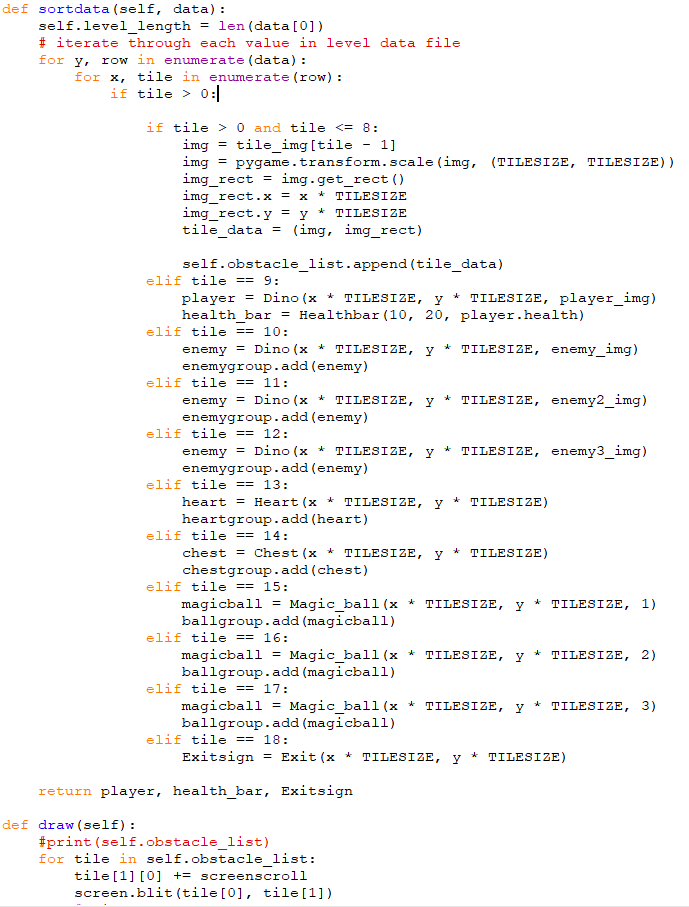 def sortdata(self, data):
    self.level_length = len(data[0])
    # iterate through each value in level data file
    for y, row in enumerate(data):
        for x, tile in enumerate(row):
            if tile > 0:
                if tile > 0 and tile <= 8:
                    img = tile_img[tile - 1]
                    img = pygame.transform.scale(img, (TILESIZE, TILESIZE))
                    img_rect = img.get_rect()
                    img_rect.x = x * TILESIZE
                    img_rect.y = y * TILESIZE
                    tile_data = (img, img_rect)
                    self.obstacle_list.append(tile_data)
                elif tile == 9:
                    player = Dino(x * TILESIZE, y * TILESIZE, player_img)
                    health_bar = Healthbar(10, 20, player.health)
                elif tile == 10:
                    enemy = Dino(x * TILESIZE, y * TILESIZE, enemy_img)
                    enemygroup.add(enemy)
                elif tile == 11:
                    enemy = Dino(x * TILESIZE, y * TILESIZE, enemy2_img)
                    enemygroup.add(enemy)
                elif tile == 12:
                    enemy = Dino(x * TILESIZE, y * TILESIZE, enemy3_img)
                    enemygroup.add(enemy)
                elif tile == 13:
                    heart = Heart(x * TILESIZE, y * TILESIZE)
                    heartgroup.add(heart)
                elif tile == 14:
                    chest = Chest(x * TILESIZE, y * TILESIZE)
                    chestgroup.add(chest)
                elif tile == 15:
                    magicball = Magic_ball(x * TILESIZE, y * TILESIZE, 1)
                    ballgroup.add(magicball)
                elif tile == 16:
                    magicball = Magic_ball(x * TILESIZE, y * TILESIZE, 2)
                    ballgroup.add(magicball)
                elif tile == 17:
                    magicball = Magic_ball(x * TILESIZE, y * TILESIZE, 3)
                    ballgroup.add(magicball)
                elif tile == 18:
                    Exitsign = Exit(x * TILESIZE, y * TILESIZE)
    return player, health_bar, Exitsign
def draw(self):
    #print(self.obstacle_list)
    for tile in self.obstacle_list:
        tile[1][0] += screenscroll
        screen.blit(tile[0], tile[1])